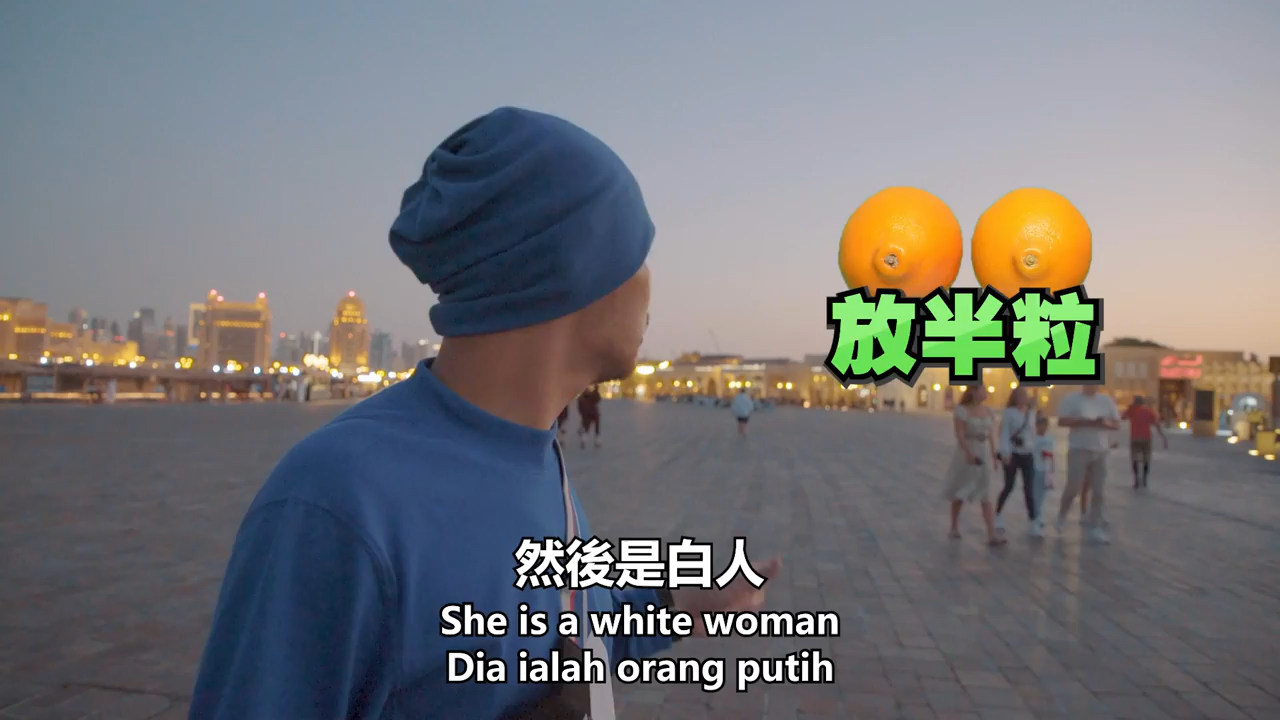 放半粒
然後是白人
She is a white woman
Dia ialah orang putih